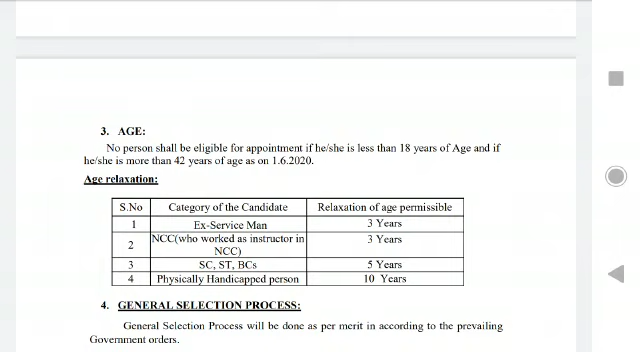 3. AGE:
No person shall be eligible for appointment if he/she is less than 18 years of Age and if
he/she is more than 42 years of age as on 1.6.2020.
Age relaxation:
S.No Category of the Candidate Relaxation of age permissible
1 Ex-Service Man 3 Years
2 NCC(who worked as instructor in NCC) 3 Years
3 SC, ST, BCs 5 Years
4 Physically Handicapped person 10 Years
4. GENERAL SELECTION PROCESS:
General Selection Process will be done as per merit in according to the prevailing
Government orders.